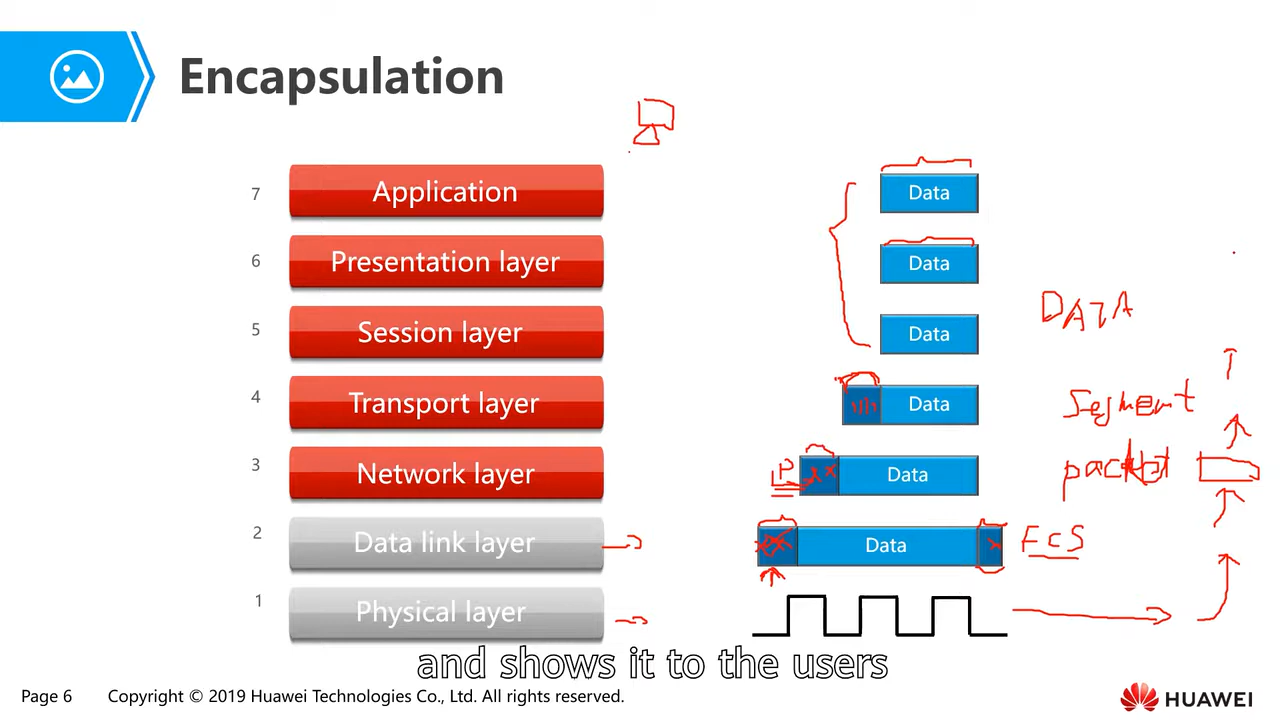 Encapsulation
7 Application Data
6 Presentation layer Data
5 Session layer Data
DATA
4 Transport layer Data Segment
3 Network layer IP Data packet
2 Data link layer Data FCS
1 Physical layer
and shows it to the users
Page 6 Copyright © 2019 Huawei Technologies Co., Ltd. All rights reserved. HUAWEI